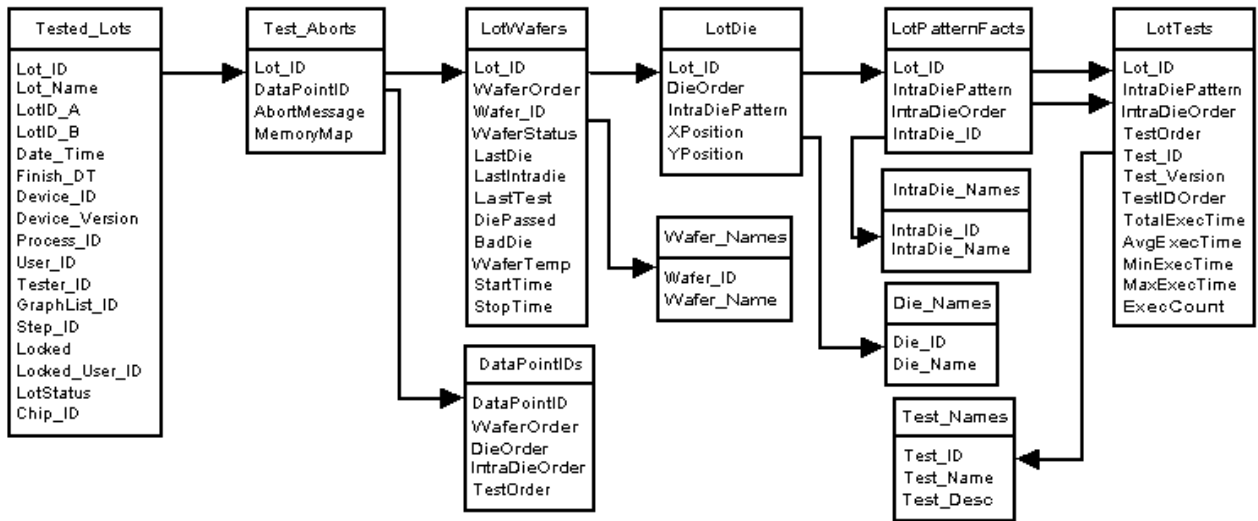 Tested_Lots
Lot_ID
Lot_Name
LotID_A
LotID_B
Date_Time
Finish_DT
Device_ID
Device_Version
Process_ID
User_ID
Tester_ID
GraphList_ID
Step_ID
Locked
Locked_User_ID
LotStatus
Chip_ID
Test_Aborts
Lot_ID
DataPointID
AbortMessage
MemoryMap
LotWafers
Lot_ID
WaferOrder
Wafer_ID
WaferStatus
LastDie
LastIntradie
LastTest
DiePassed
BadDie
WaferTemp
StartTime
StopTime
DataPointIDs
DataPointID
WaferOrder
DieOrder
IntraDieOrder
TestOrder
LotDie
Lot_ID
DieOrder
IntraDiePattern
XPosition
YPosition
Wafer_Names
Wafer_ID
Wafer_Name
LotPatternFacts
Lot_ID
IntraDiePattern
IntraDieOrder
IntraDie_ID
IntraDie_Names
IntraDie_ID
IntraDie_Name
Die_Names
Die_ID
Die_Name
Test_Names
Test_ID
Test_Name
Test_Desc
LotTests
Lot_ID
IntraDiePattern
IntraDieOrder
TestOrder
Test_ID
Test_Version
TestIDOrder
TotalExecTime
AvgExecTime
MinExecTime
MaxExecTime
ExecCount